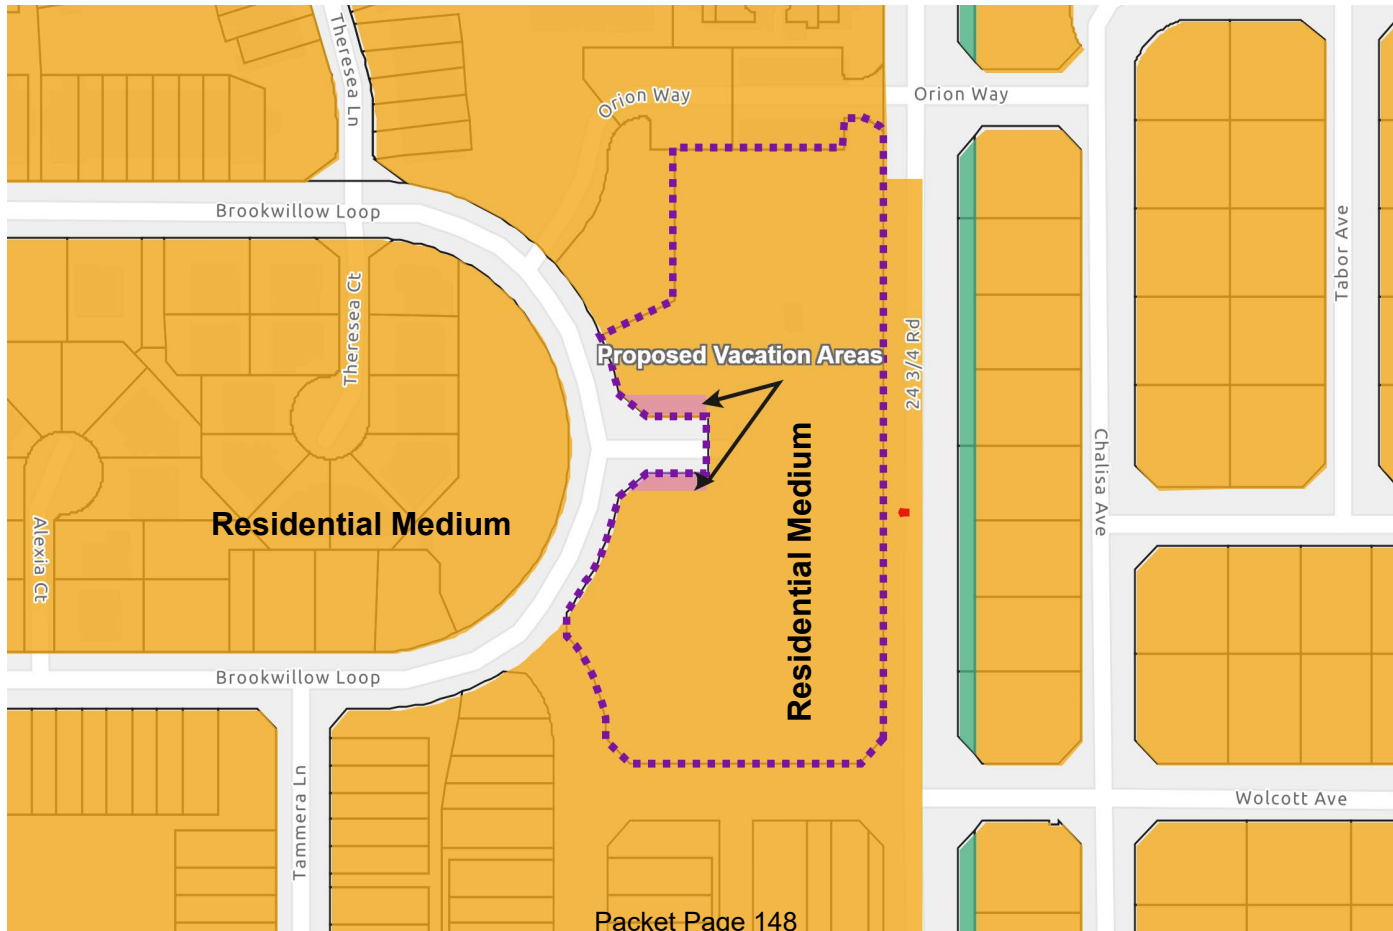 Theresea Ln
Orion Way
Orion Way
Brookwillow Loop
Theresea Ct
Tabor Ave
Proposed Vacation Areas
24 3/4 Rd
Residential Medium
Residential Medium
Chalisa Ave
Alexia Ct
Brookwillow Loop
Tammera Ln
Wolcott Ave
Packet Page 148